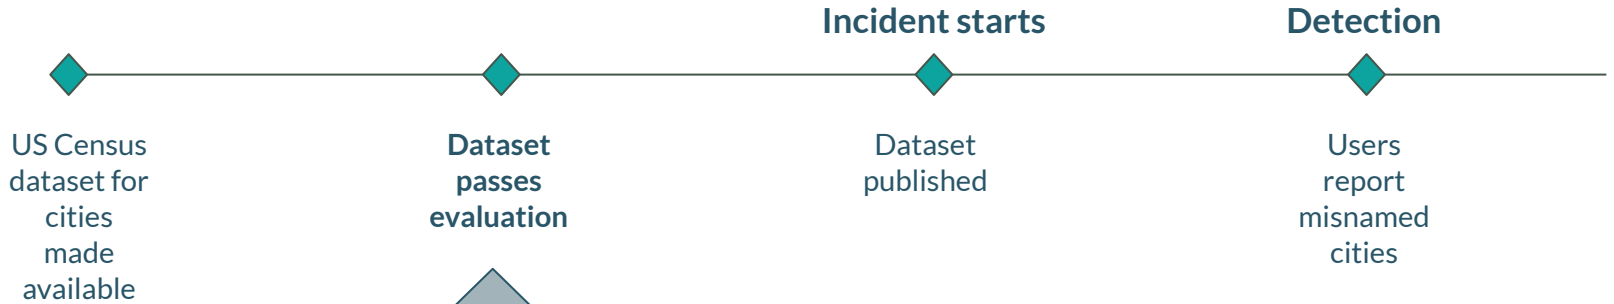 Incident starts
Detection
US Census
dataset for
cities
made
available
Dataset
passes
evaluation
Dataset
published
Users
report
misnamed
cities